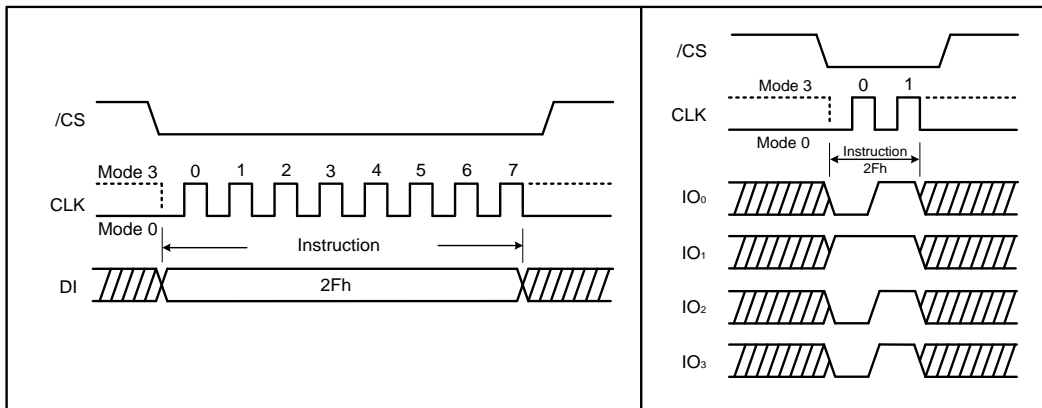 /CS
Mode 3 0 1 2 3 4 5 6 7
CLK
Mode 0
Instruction
DI
2Fh
/CS
Mode 3 0 1
CLK
Mode 0
Instruction
2Fh
IO₀
IO₁
IO₂
IO₃